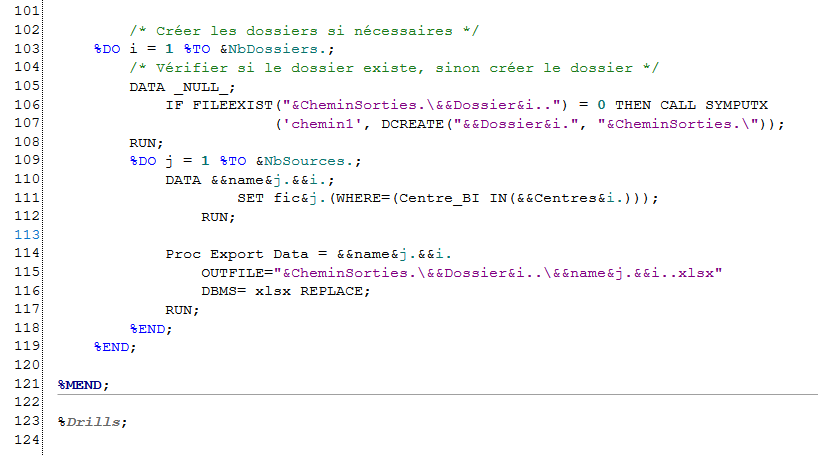 101
102 /* Créer les dossiers si nécessaires */
103 %DO i = 1 %TO &NbDossiers.;
104 /* Vérifier si le dossier existe, sinon créer le dossier */
105 DATA _NULL_;
106 IF FILEEXIST("&CheminSorties.\&&Dossier&i..") = 0 THEN CALL SYMPUTX
107 ('chemin1', DCREATE("&&Dossier&i.", "&CheminSorties.\"));
108 RUN;
109 %DO j = 1 %TO &NbSources.;
110 DATA &&name&j.&&i.;
111 SET fic&j.(WHERE=(Centre_BI IN(&&Centres&i.)));
112 RUN;
113
114 Proc Export Data = &&name&j.&&i.
115 OUTFILE="&CheminSorties.\&&Dossier&i..\&&name&j.&&i..xlsx"
116 DBMS= xlsx REPLACE;
117 RUN;
118 %END;
119 %END;
120
121 %MEND;
122
123 %Drills;
124